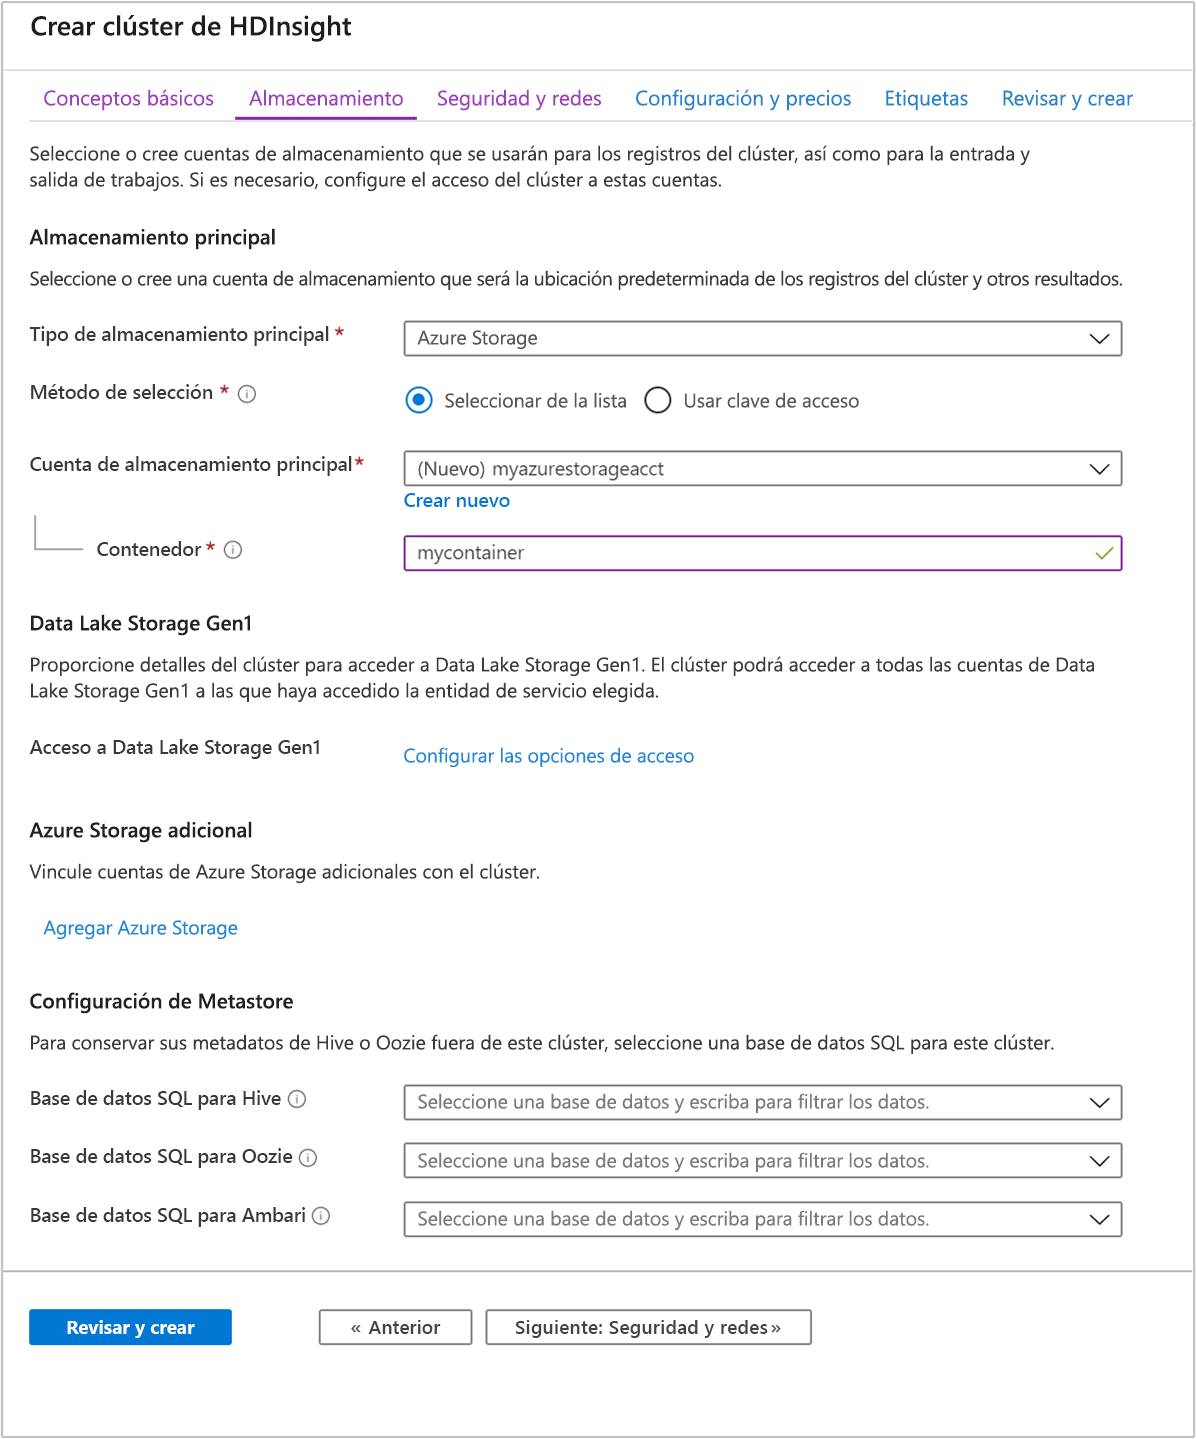 Crear clúster de HDInsight
Conceptos básicos Almacenamiento Seguridad y redes Configuración y precios Etiquetas Revisar y crear
Seleccione o cree cuentas de almacenamiento que se usarán para los registros del clúster, así como para la entrada y
salida de trabajos. Si es necesario, configure el acceso del clúster a estas cuentas.
Almacenamiento principal
Seleccione o cree una cuenta de almacenamiento que será la ubicación predeterminada de los registros del clúster y otros resultados.
Tipo de almacenamiento principal * Azure Storage
Método de selección * Seleccionar de la lista Usar clave de acceso
Cuenta de almacenamiento principal* (Nuevo) myazurestorageacct
Crear nuevo
Contenedor * mycontainer
Data Lake Storage Gen1
Proporcione detalles del clúster para acceder a Data Lake Storage Gen1. El clúster podrá acceder a todas las cuentas de Data
Lake Storage Gen1 a las que haya accedido la entidad de servicio elegida.
Acceso a Data Lake Storage Gen1 Configurar las opciones de acceso
Azure Storage adicional
Vincule cuentas de Azure Storage adicionales con el clúster.
Agregar Azure Storage
Configuración de Metastore
Para conservar sus metadatos de Hive o Oozie fuera de este clúster, seleccione una base de datos SQL para este clúster.
Base de datos SQL para Hive Seleccione una base de datos y escriba para filtrar los datos.
Base de datos SQL para Oozie Seleccione una base de datos y escriba para filtrar los datos.
Base de datos SQL para Ambari Seleccione una base de datos y escriba para filtrar los datos.
Revisar y crear « Anterior Siguiente: Seguridad y redes »